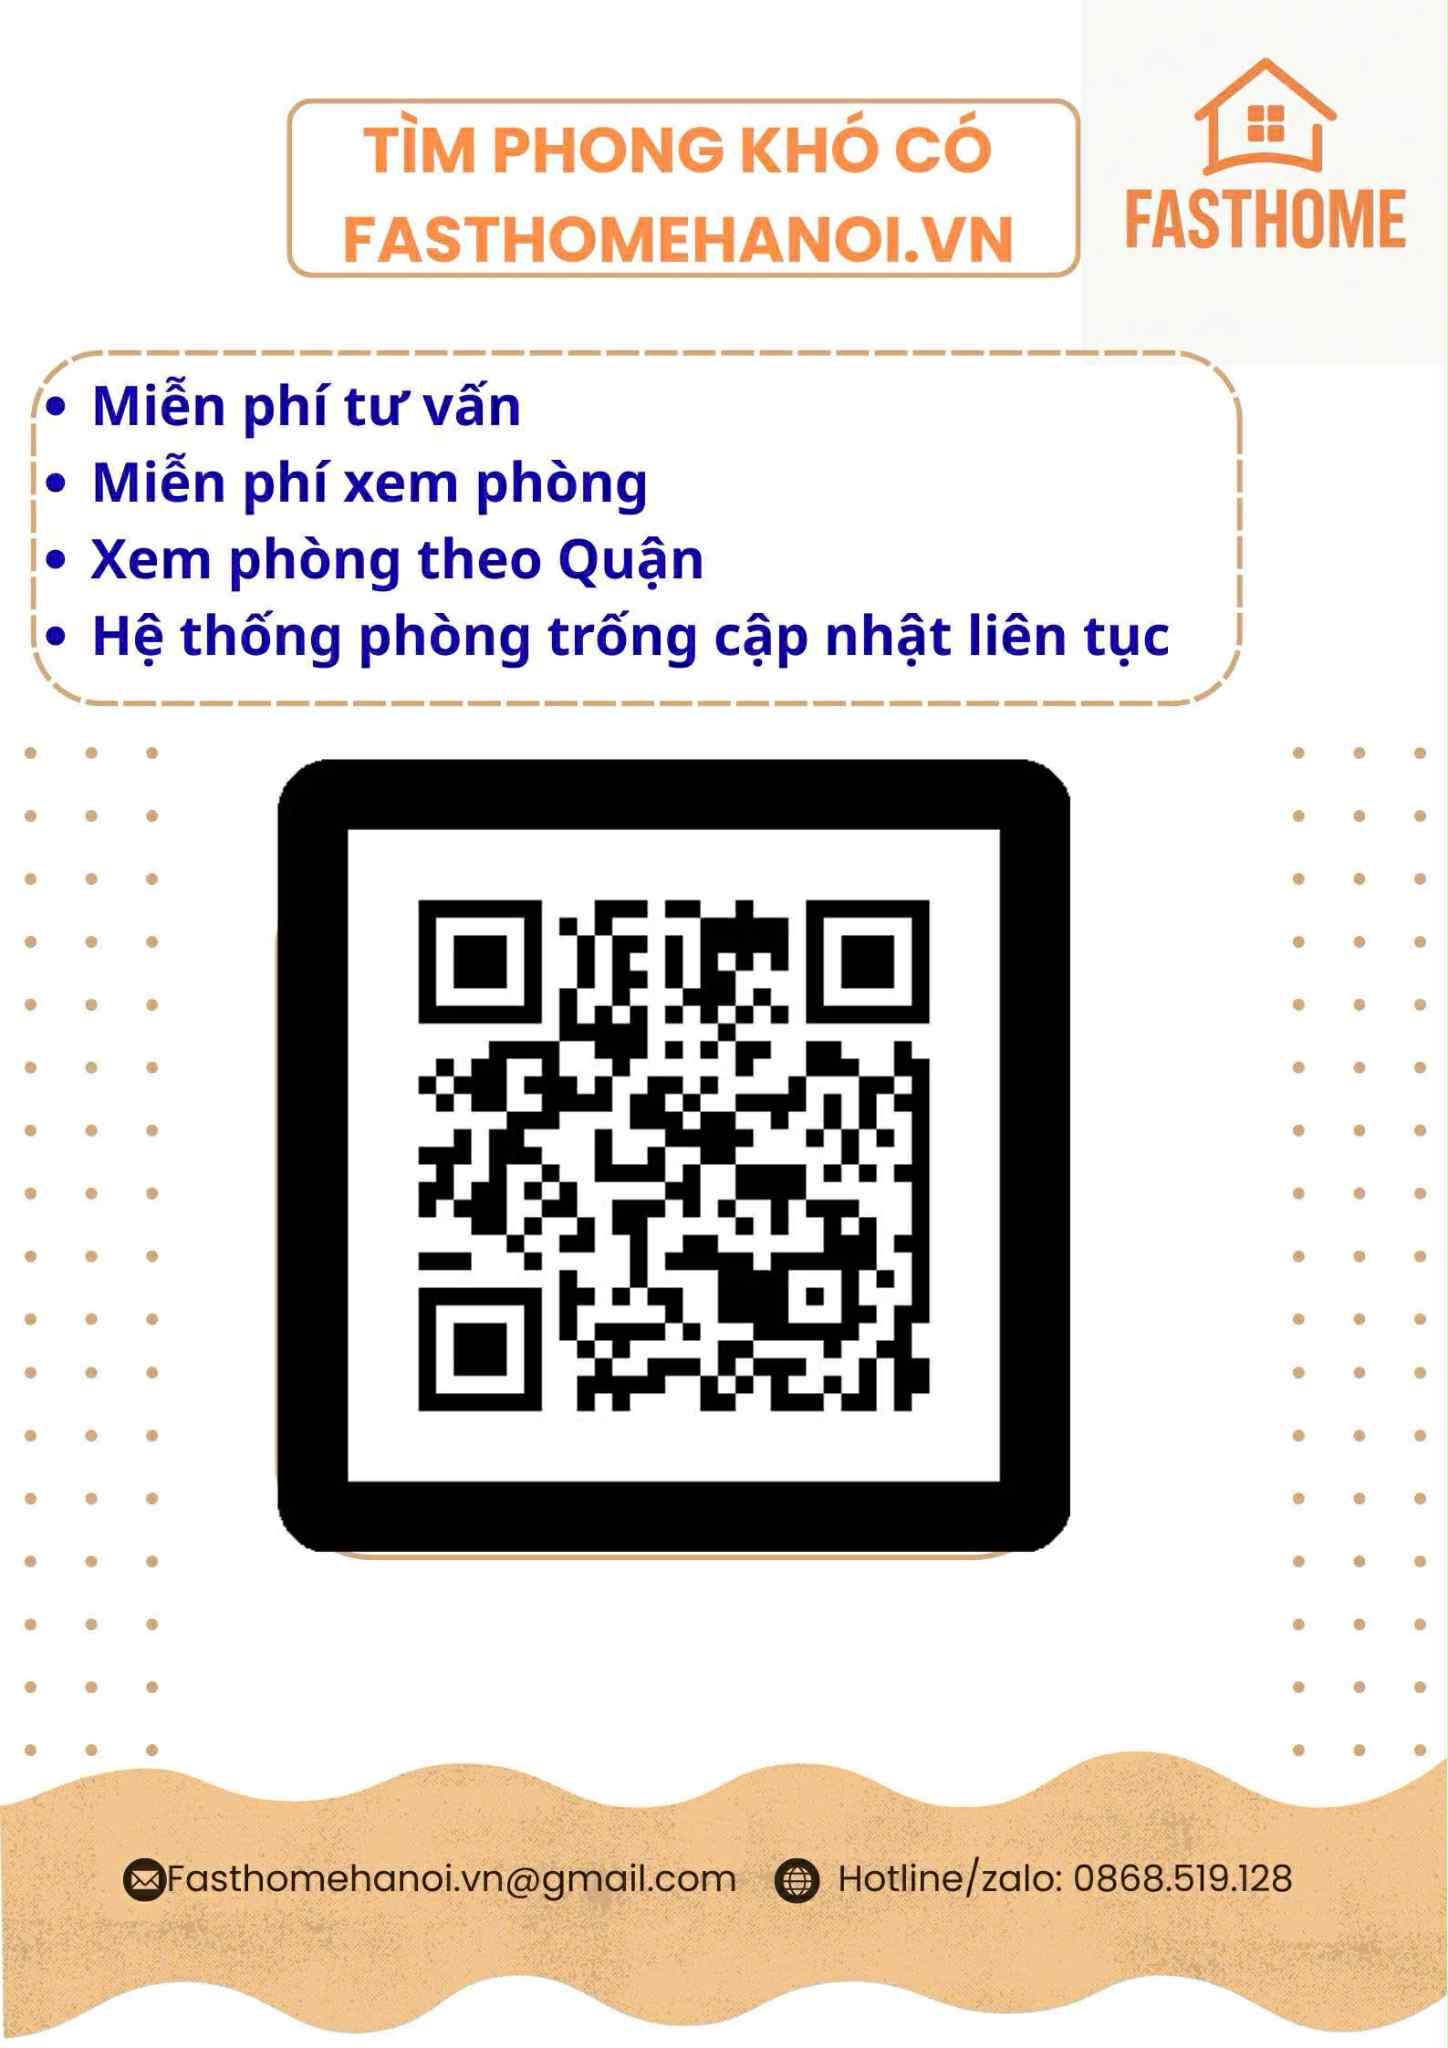 TÌM PHONG KHÓ CÓ
FASTHOMEHANOI.VN
FASTHOME
• Miễn phí tư vấn
• Miễn phí xem phòng
• Xem phòng theo Quận
• Hệ thống phòng trống cập nhật liên tục
Fasthomehanoi.vn@gmail.com
Hotline/zalo: 0868.519.128